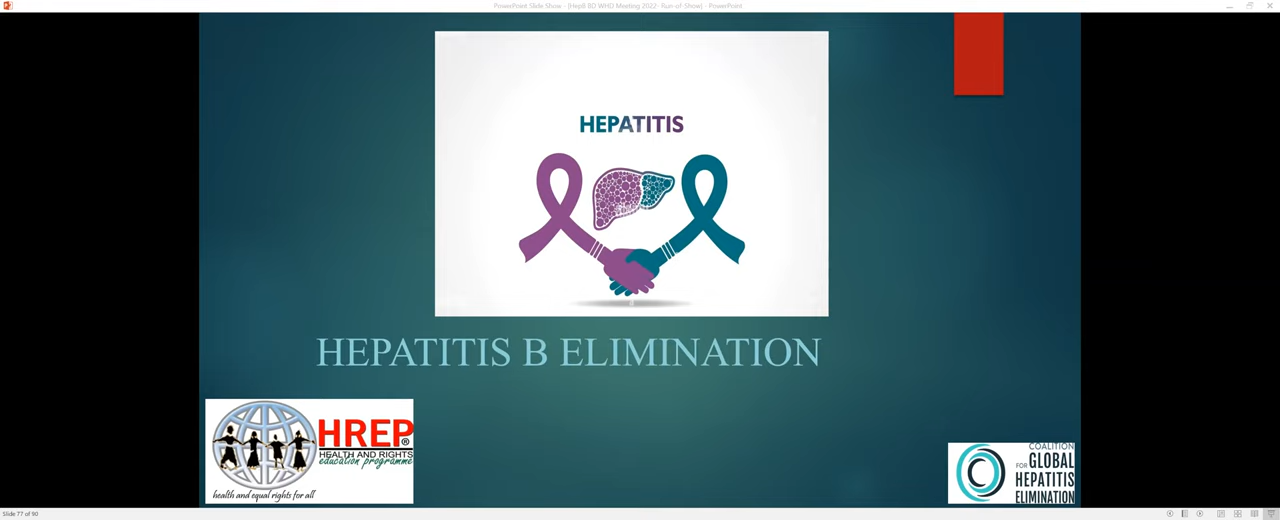 PowerPoint Slide Show - [HepB BD WHD Meeting 2022- Run-of-Show] - PowerPoint
HEPATITIS
HEPATITIS B ELIMINATION
HREP®
HEALTH AND RIGHTS
education programme
health and equal rights for all
COALITION
FOR GLOBAL
HEPATITIS
ELIMINATION
Slide 77 of 90